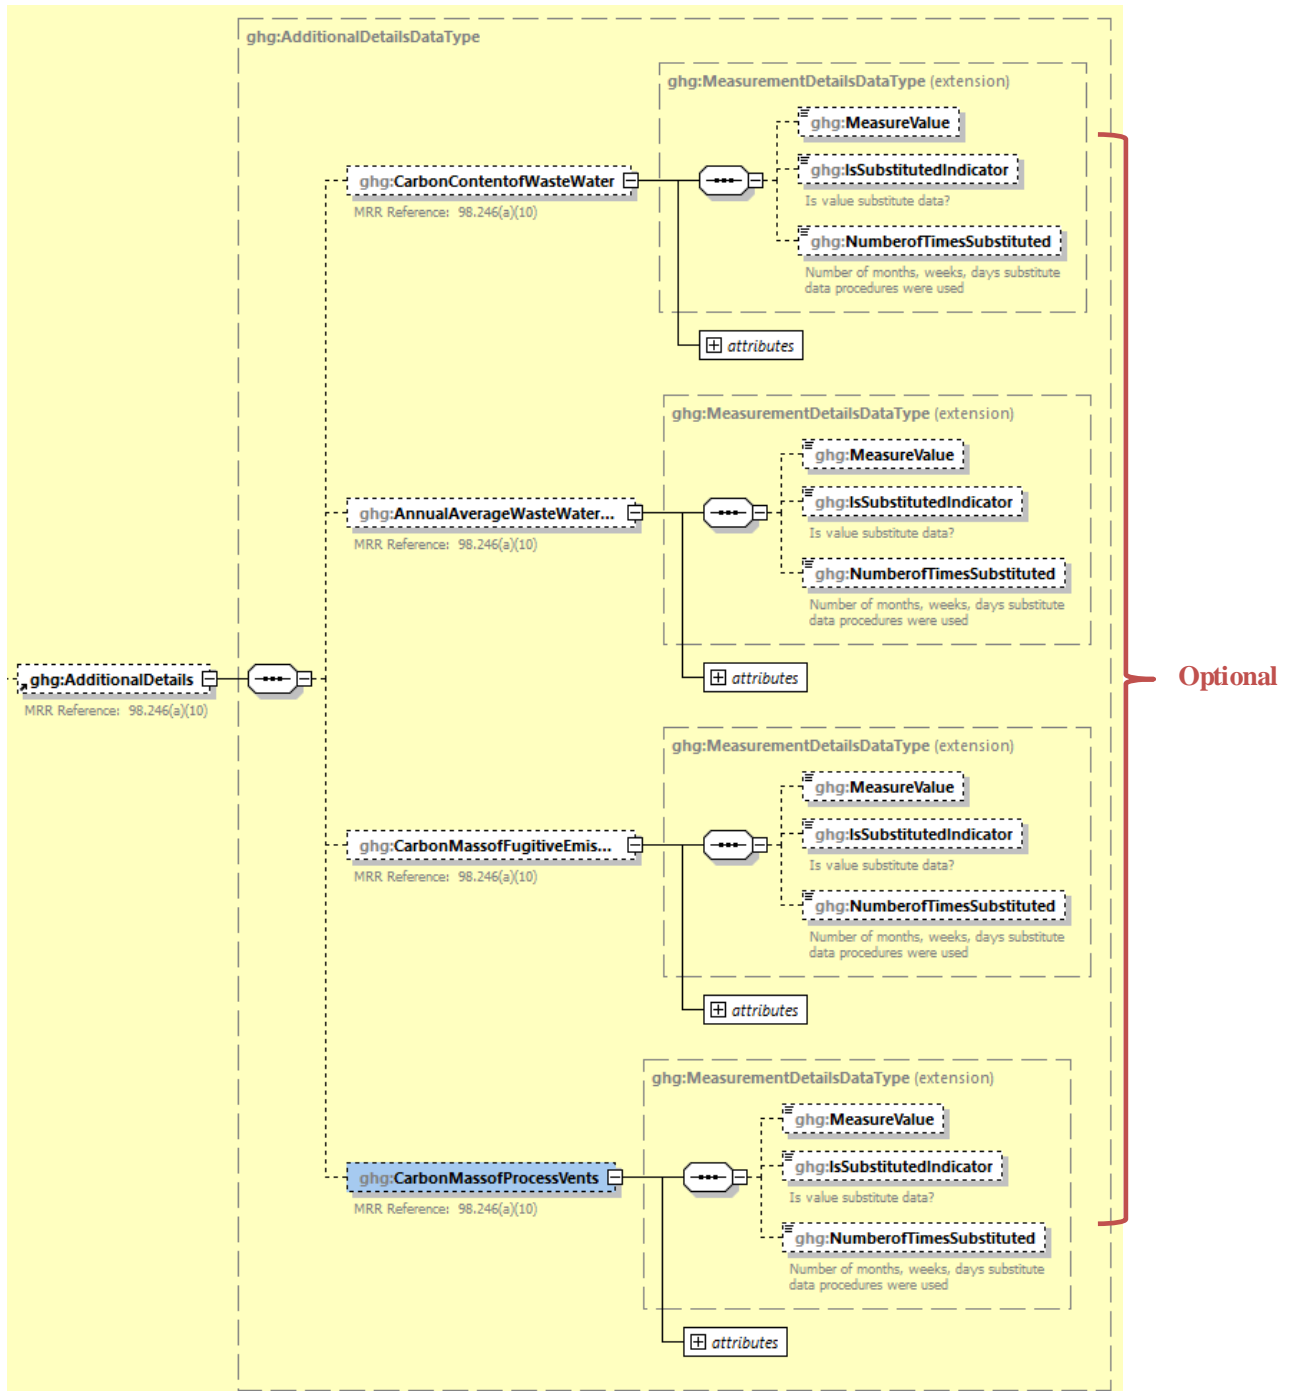 ghg:AdditionalDetailsDataType
ghg:MeasurementDetailsDataType (extension)
ghg:MeasureValue
ghg:CarbonContentofWasteWater
MRR Reference: 98.246(a)(10)
ghg:IsSubstitutedIndicator
Is value substitute data?
ghg:NumberofTimesSubstituted
Number of months, weeks, days substitute
data procedures were used
attributes
ghg:MeasurementDetailsDataType (extension)
ghg:MeasureValue
ghg:AnnualAverageWasteWater...
MRR Reference: 98.246(a)(10)
ghg:IsSubstitutedIndicator
Is value substitute data?
ghg:NumberofTimesSubstituted
Number of months, weeks, days substitute
data procedures were used
attributes
ghg:AdditionalDetails
MRR Reference: 98.246(a)(10)
Optional
ghg:MeasurementDetailsDataType (extension)
ghg:MeasureValue
ghg:CarbonMassofFugitiveEmis...
MRR Reference: 98.246(a)(10)
ghg:IsSubstitutedIndicator
Is value substitute data?
ghg:NumberofTimesSubstituted
Number of months, weeks, days substitute
data procedures were used
attributes
ghg:MeasurementDetailsDataType (extension)
ghg:MeasureValue
ghg:CarbonMassofProcessVents
MRR Reference: 98.246(a)(10)
ghg:IsSubstitutedIndicator
Is value substitute data?
ghg:NumberofTimesSubstituted
Number of months, weeks, days substitute
data procedures were used
attributes